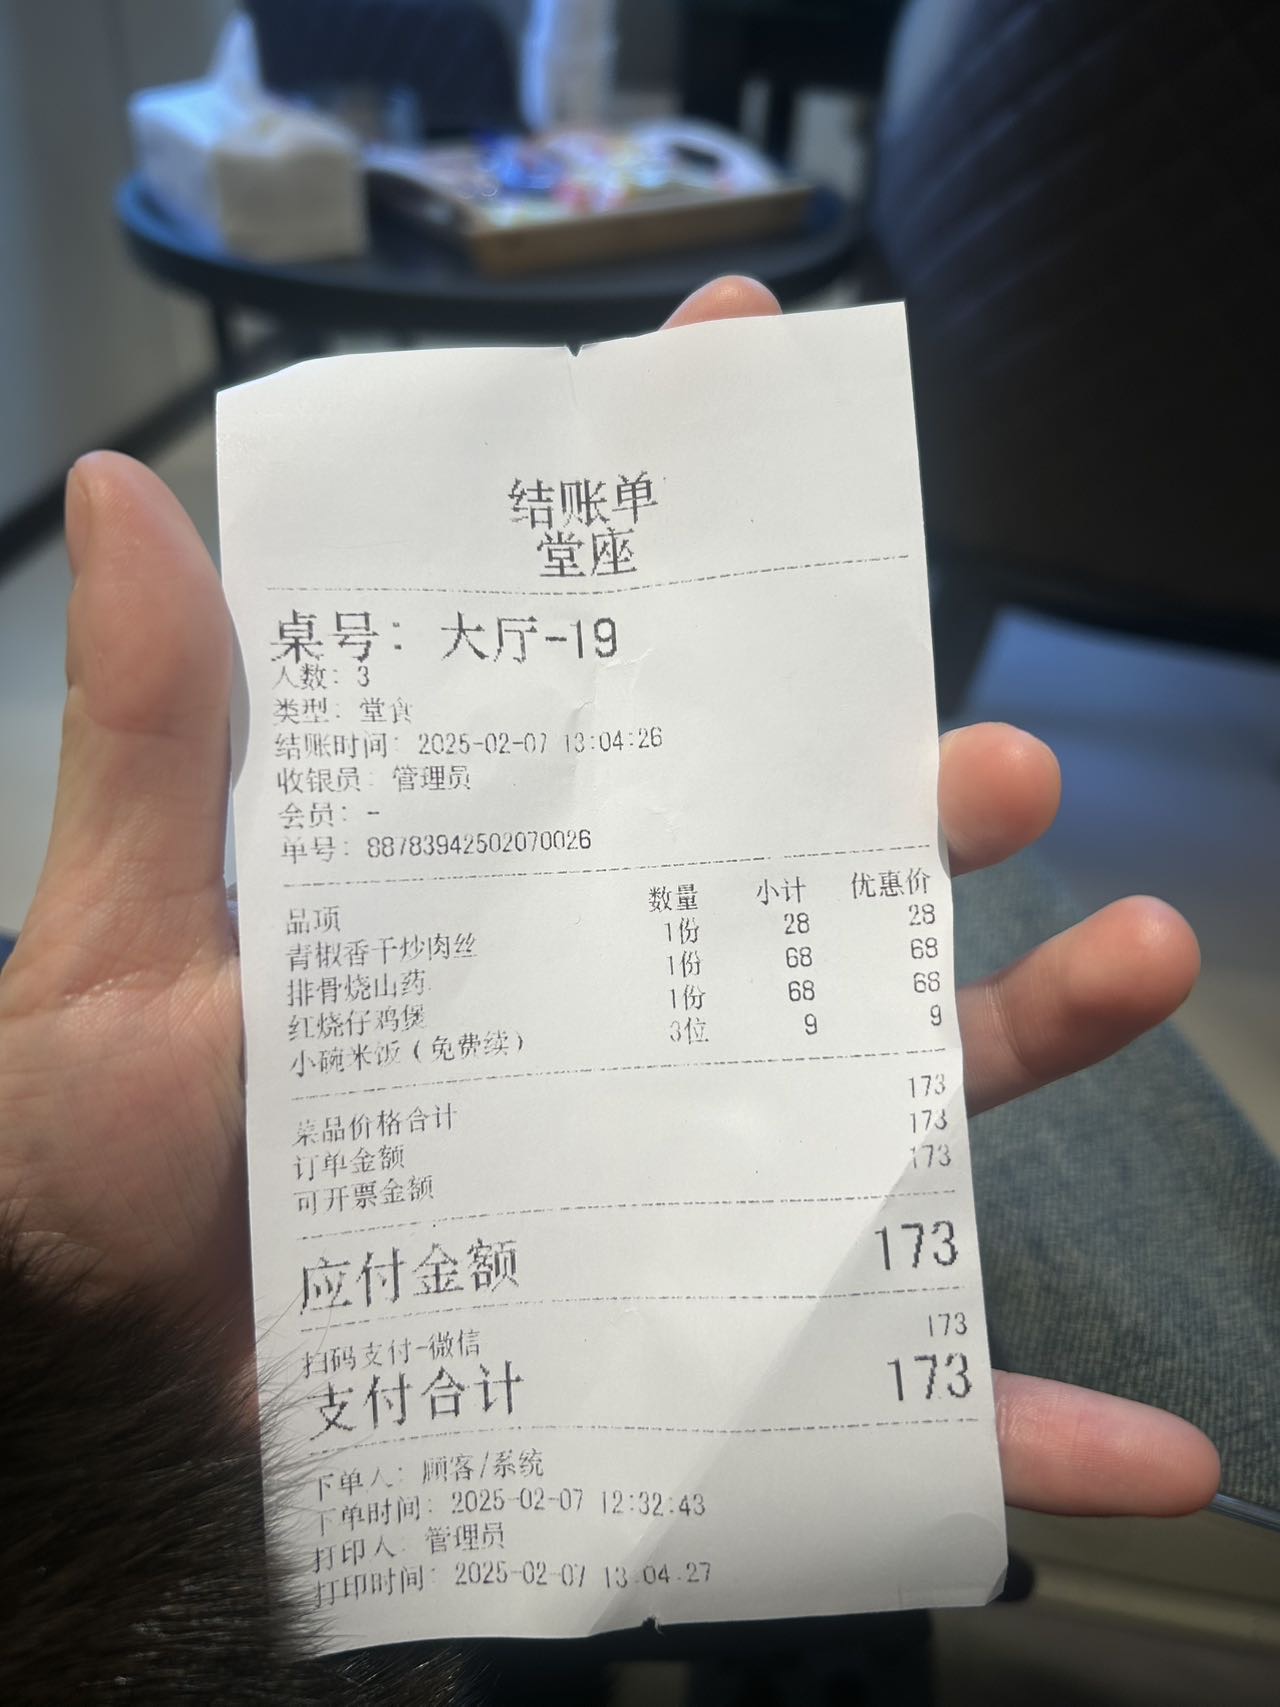 结账单
堂座
桌号: 大厅-19
人数: 3
类型: 堂食
结账时间: 2025-02-07 13:04:26
收银员: 管理员
会员: -
单号: 88783942502070026
品项 数量 小计 优惠价
青椒香干炒肉丝 1份 28 28
排骨烧山药 1份 68 68
红烧仔鸡煲 1份 68 68
小碗米饭（免费续） 3位 9 9
菜品价格合计 173
订单金额 173
可开票金额 173
应付金额 173
扫码支付-微信 173
支付合计 173
下单人: 顾客/系统
下单时间: 2025-02-07 12:32:43
打印人: 管理员
打印时间: 2025-02-07 13:04:27